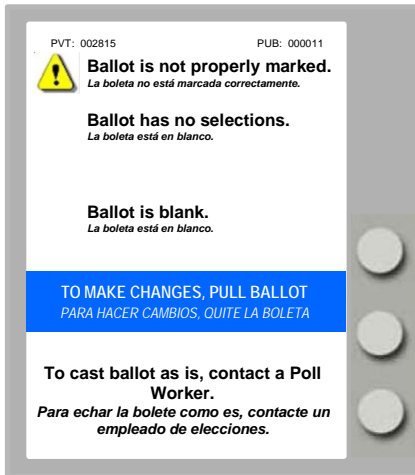 PVT: 002815 PUB: 000011
Ballot is not properly marked.
La boleta no está marcada correctamente.
Ballot has no selections.
La boleta está en blanco.
Ballot is blank.
La boleta está en blanco.
TO MAKE CHANGES, PULL BALLOT
PARA HACER CAMBIOS, QUITE LA BOLETA
To cast ballot as is, contact a Poll
Worker.
Para echar la bolete como es, contacte un
empleado de elecciones.